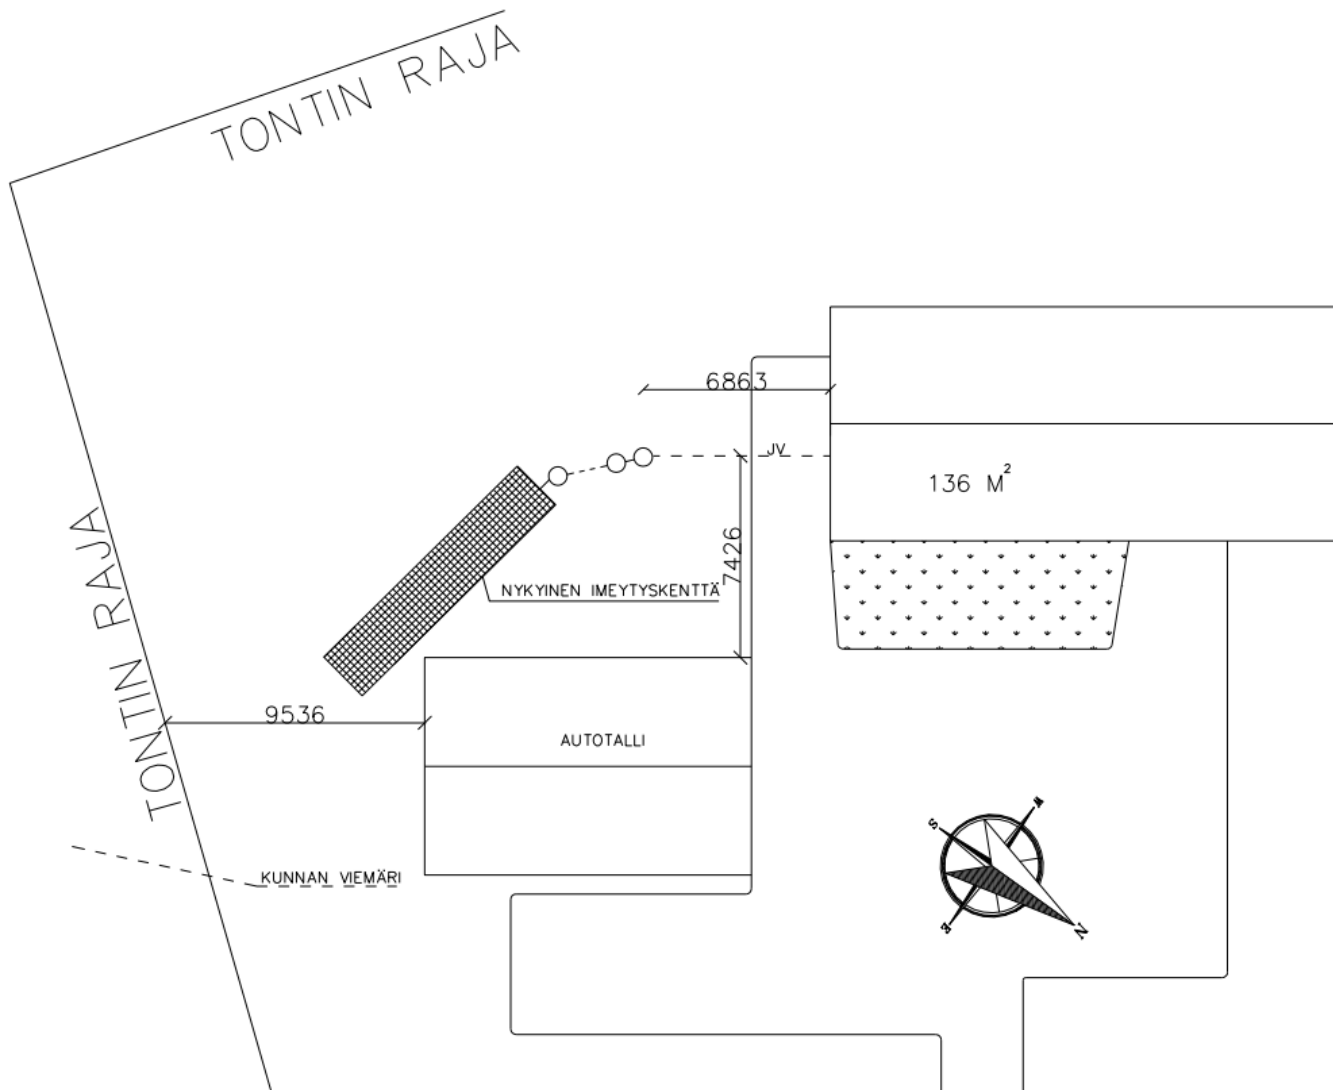 TONTIN RAJA
6863
JV
136 M²
7426
NYKYINEN IMEYTYSKENTTÄ
TONTIN RAJA
9536
AUTOTALLI
KUNNAN VIEMÄRI
W
S
E
N